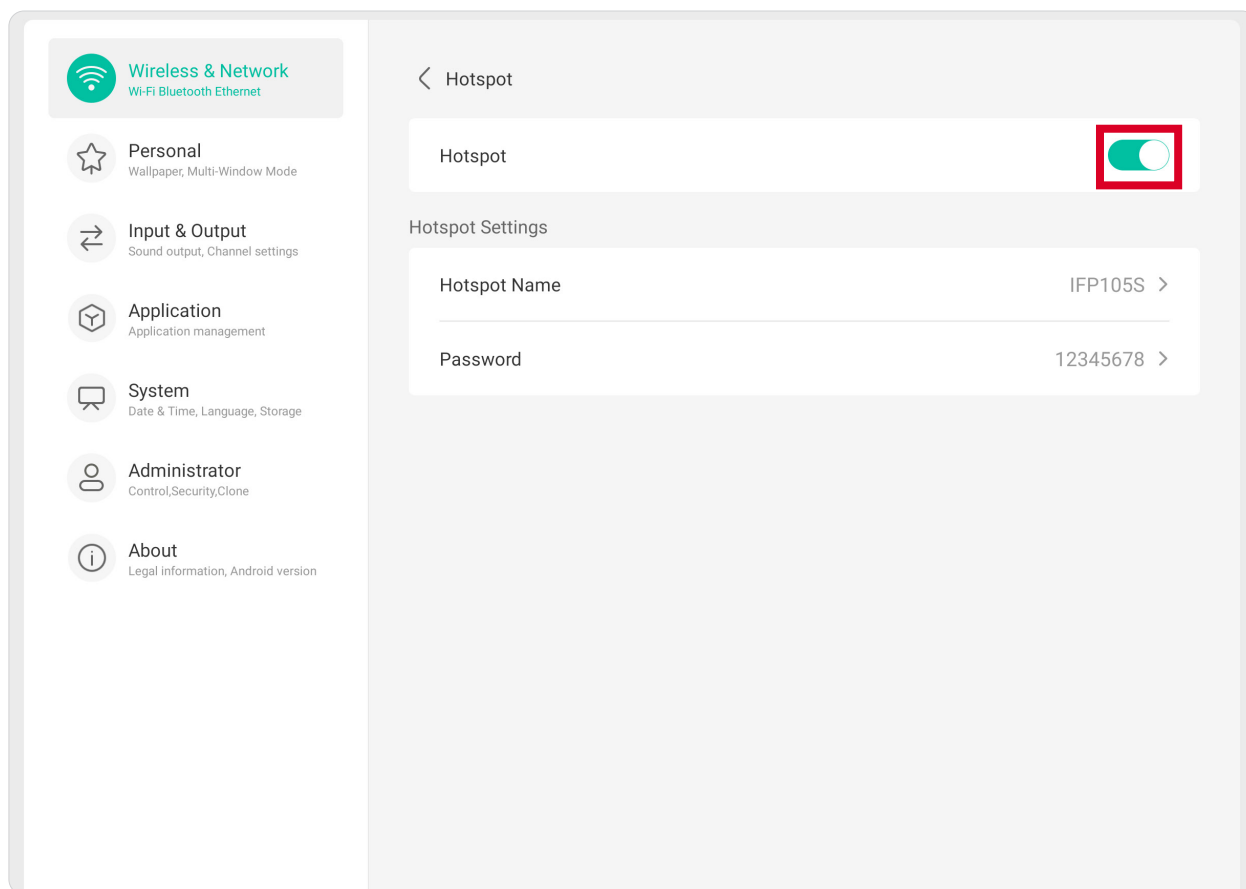 Wireless & Network
Wi-Fi Bluetooth Ethernet
Personal
Wallpaper, Multi-Window Mode
Input & Output
Sound output, Channel settings
Application
Application management
System
Date & Time, Language, Storage
Administrator
Control,Security,Clone
About
Legal information, Android version
Hotspot
Hotspot
Hotspot Settings
Hotspot Name IFP105S
Password 12345678